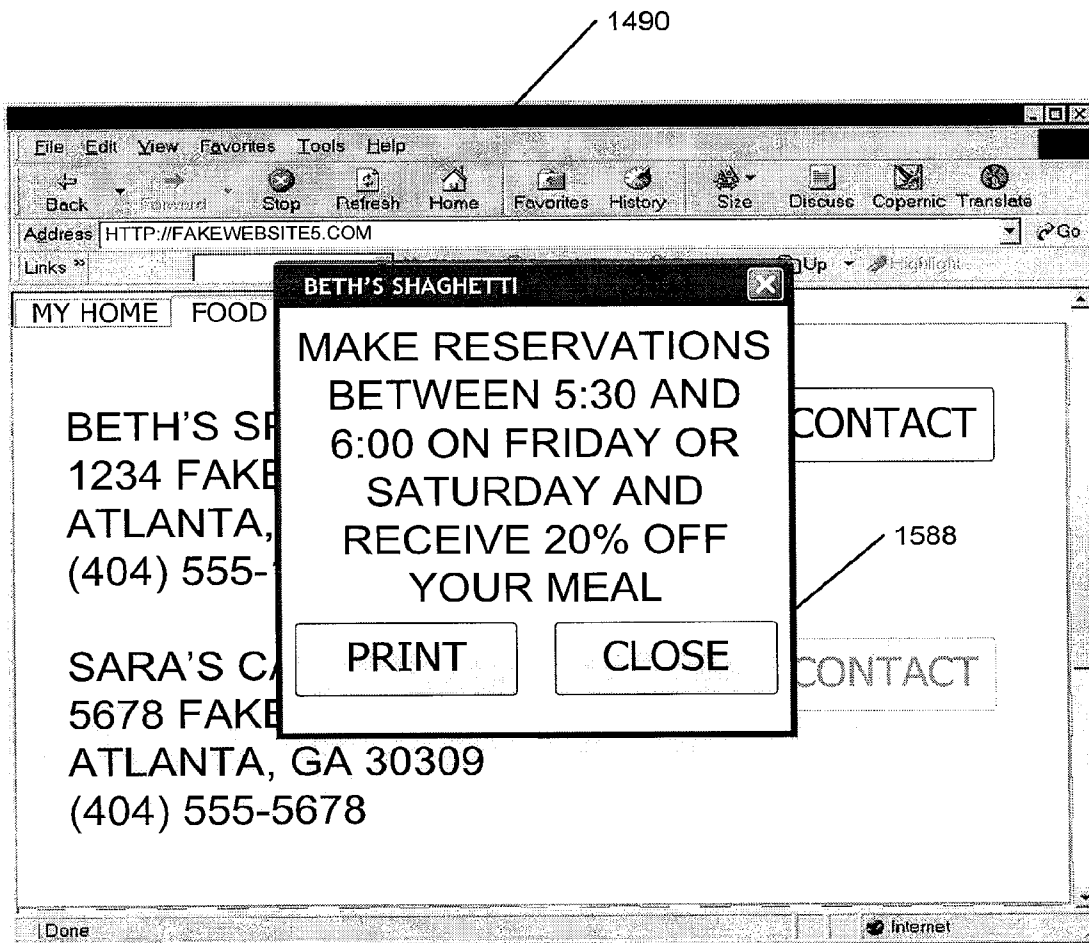 1490
File Edit View Favorites Tools Help
Back Forward Stop Refresh Home Favorites History Size Discuss Copernic Translate
Address HTTP://FAKEWEBSITE5.COM Go
Links » Up Highlight
BETH'S SHAGHETTI
MY HOME FOOD
MAKE RESERVATIONS
BETWEEN 5:30 AND
6:00 ON FRIDAY OR
SATURDAY AND
RECEIVE 20% OFF
YOUR MEAL
PRINT CLOSE
BETH'S SP
CONTACT
1234 FAKE
ATLANTA,
(404) 555-
1588
SARA'S CA
CONTACT
5678 FAKE
ATLANTA, GA 30309
(404) 555-5678
Done Internet